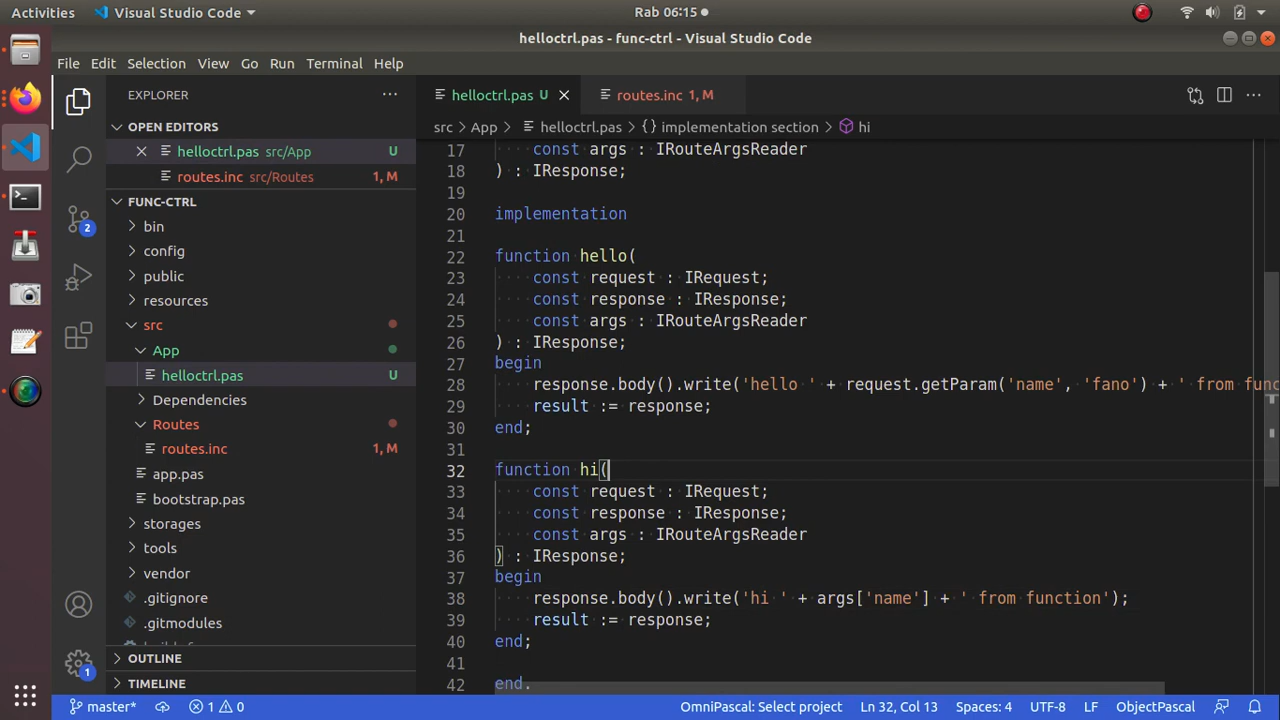 Activities
Visual Studio Code
Rab 06:15
helloctrl.pas - func-ctrl - Visual Studio Code
File Edit Selection View Go Run Terminal Help
EXPLORER
OPEN EDITORS
helloctrl.pas src/App U
routes.inc src/Routes 1, M
FUNC-CTRL
bin
config
public
resources
src
App
helloctrl.pas U
Dependencies
Routes
routes.inc 1, M
app.pas
bootstrap.pas
storages
tools
vendor
.gitignore
.gitmodules
OUTLINE
TIMELINE
2
1
helloctrl.pas U
routes.inc 1, M
src App helloctrl.pas {} implementation section hi
17 const args : IRouteArgsReader
18 ) : IResponse;
19
20 implementation
21
22 function hello(
23 const request : IRequest;
24 const response : IResponse;
25 const args : IRouteArgsReader
26 ) : IResponse;
27 begin
28 response.body().write('hello ' + request.getParam('name', 'fano') + ' from func
29 result := response;
30 end;
31
32 function hi(
33 const request : IRequest;
34 const response : IResponse;
35 const args : IRouteArgsReader
36 ) : IResponse;
37 begin
38 response.body().write('hi ' + args['name'] + ' from function');
39 result := response;
40 end;
41
42 end.
master* 1 0 OmniPascal: Select project Ln 32, Col 13 Spaces: 4 UTF-8 LF ObjectPascal